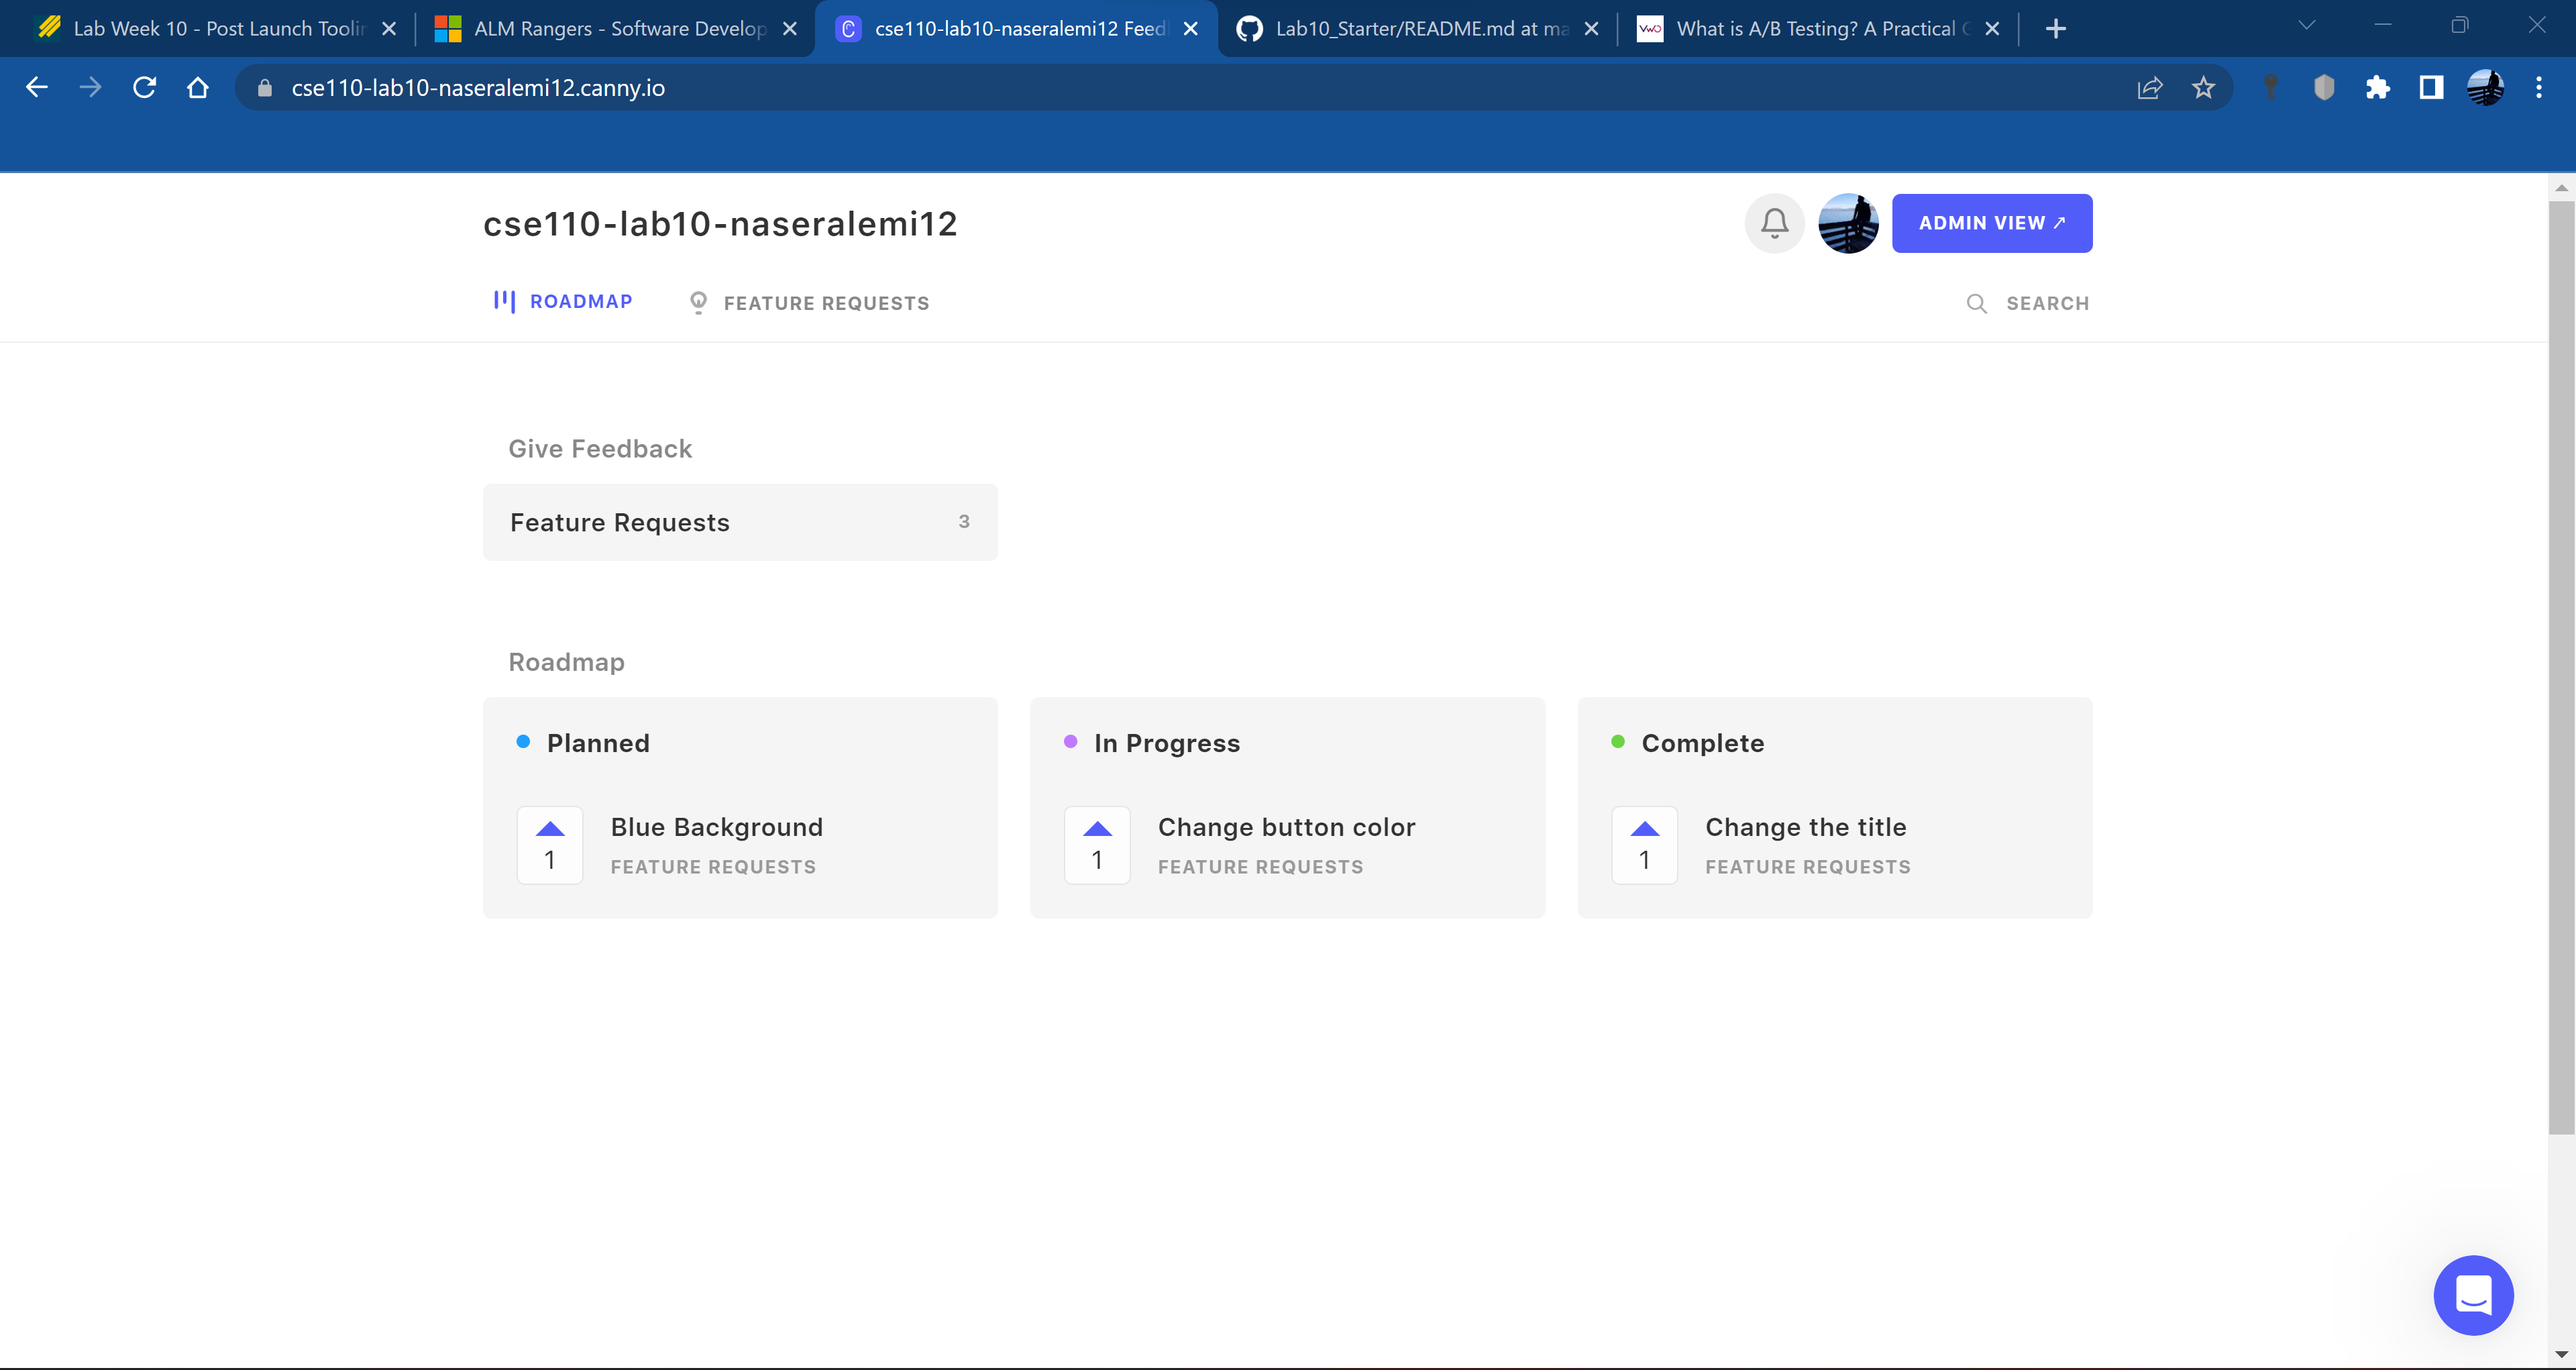 Lab Week 10 - Post Launch Toolin
ALM Rangers - Software Develop
cse110-lab10-naseralemi12 Feed
Lab10_Starter/README.md at ma
What is A/B Testing? A Practical G
cse110-lab10-naseralemi12.canny.io
cse110-lab10-naseralemi12
ADMIN VIEW ↗
ROADMAP
FEATURE REQUESTS
SEARCH
Give Feedback
Feature Requests 3
Roadmap
Planned
1 Blue Background
FEATURE REQUESTS
In Progress
1 Change button color
FEATURE REQUESTS
Complete
1 Change the title
FEATURE REQUESTS